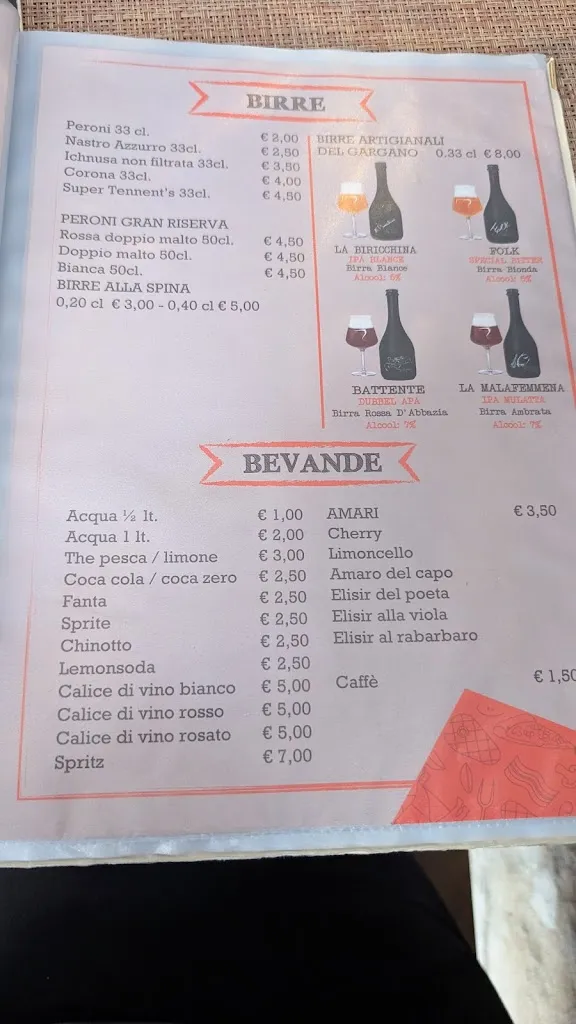 BIRRE
Peroni 33 cl. € 2,00
Nastro Azzurro 33cl. € 2,50
Ichnusa non filtrata 33cl. € 3,50
Corona 33cl. € 4,00
Super Tennent's 33cl. € 4,50
PERONI GRAN RISERVA
Rossa doppio malto 50cl. € 4,50
Doppio malto 50cl. € 4,50
Bianca 50cl. € 4,50
BIRRE ALLA SPINA
0,20 cl € 3,00 - 0,40 cl € 5,00
BIRRE ARTIGIANALI
DEL GARGANO 0.33 cl € 8,00
LA BIRICCHINA
IPA BLANCE
Birra Blance
Alcool: 6%
FOLK
SPECIAL BITTER
Birra Bionda
Alcool: 5%
BATTENTE
DUBBEL APA
Birra Rossa D'Abbazia
Alcool: 7%
LA MALAFEMMENA
IPA MULATTA
Birra Ambrata
Alcool: 7%
BEVANDE
Acqua ½ lt. € 1,00
Acqua 1 lt. € 2,00
The pesca / limone € 3,00
Coca cola / coca zero € 2,50
Fanta € 2,50
Sprite € 2,50
Chinotto € 2,50
Lemonsoda € 2,50
Calice di vino bianco € 5,00
Calice di vino rosso € 5,00
Calice di vino rosato € 5,00
Spritz € 7,00
AMARI € 3,50
Cherry
Limoncello
Amaro del capo
Elisir del poeta
Elisir alla viola
Elisir al rabarbaro
Caffè € 1,50